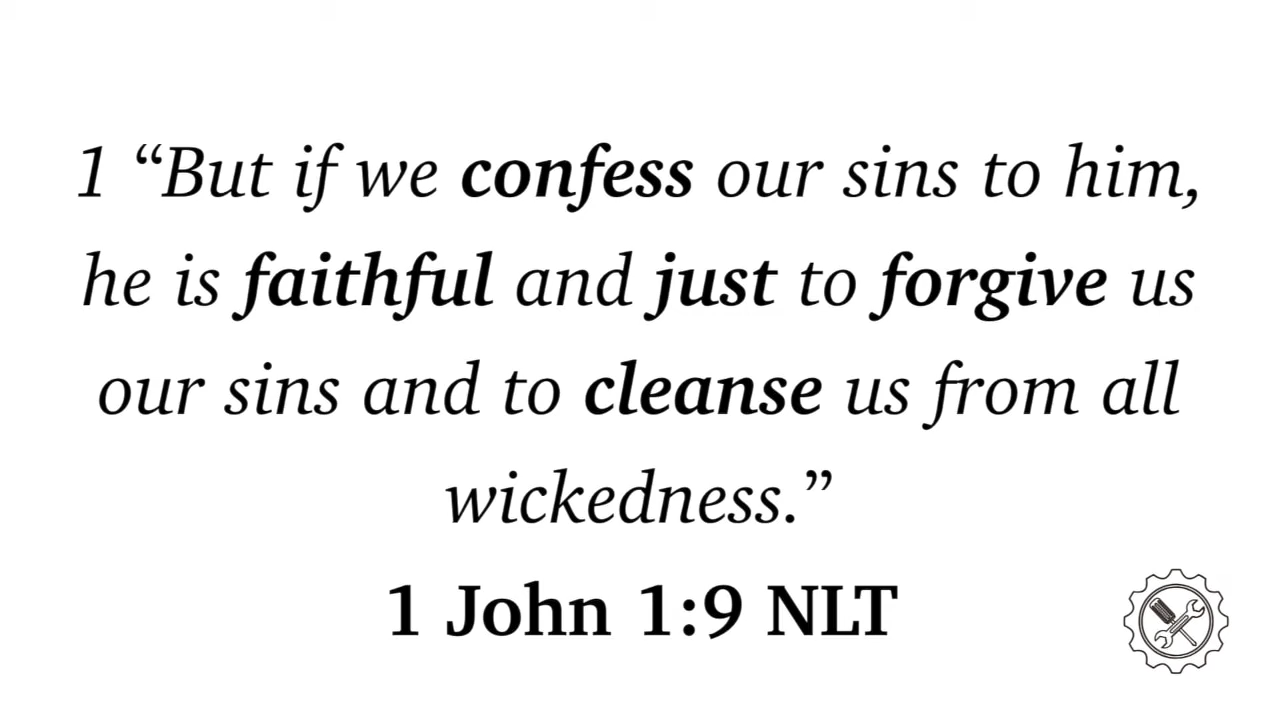 1 “But if we confess our sins to him,
he is faithful and just to forgive us
our sins and to cleanse us from all
wickedness.”
1 John 1:9 NLT